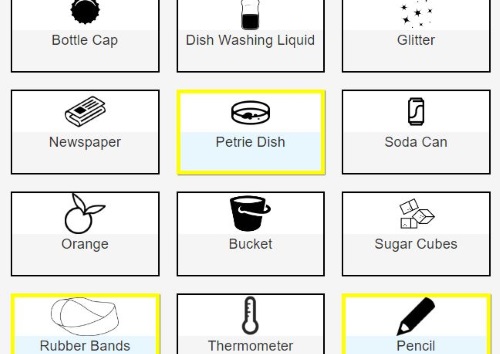 Bottle Cap
Dish Washing Liquid
Glitter
Newspaper
Petrie Dish
Soda Can
Orange
Bucket
Sugar Cubes
Rubber Bands
Thermometer
Pencil